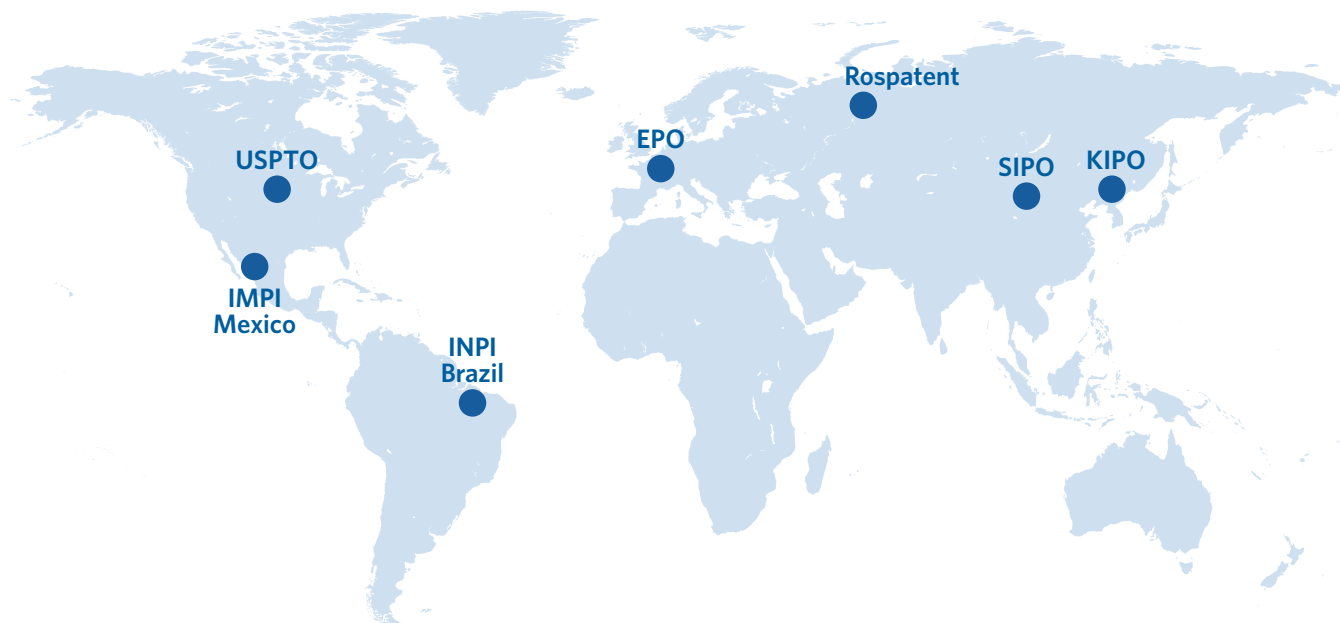 Rospatent
EPO
USPTO
SIPO
KIPO
IMPI
Mexico
INPI
Brazil